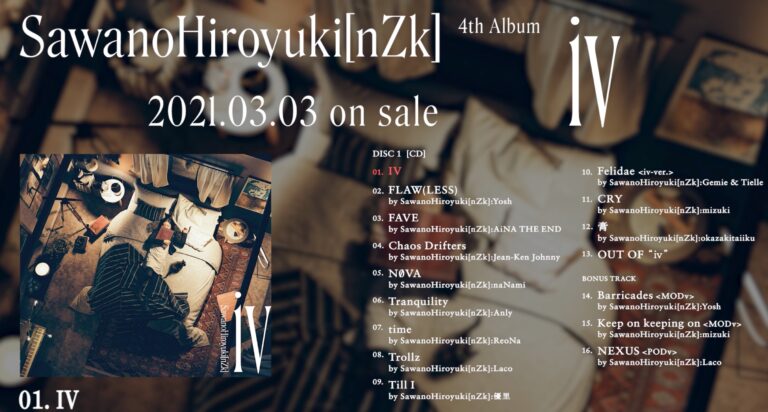 SawanoHiroyuki[nZk] 4th Album
iv
2021.03.03 on sale
DISC 1 [CD]
01. IV
02. FLAW(LESS)
by SawanoHiroyuki[nZk]:Yosh
03. FAVE
by SawanoHiroyuki[nZk]:AiNA THE END
04. Chaos Drifters
by SawanoHiroyuki[nZk]:Jean-Ken Johnny
05. NØVA
by SawanoHiroyuki[nZk]:naNami
06. Tranquility
by SawanoHiroyuki[nZk]:Anly
07. time
by SawanoHiroyuki[nZk]:ReoNa
08. Trollz
by SawanoHiroyuki[nZk]:Laco
09. Till I
by SawanoHiroyuki[nZk]:優里
10. Felidae <iv-ver.>
by SawanoHiroyuki[nZk]:Gemie & Tielle
11. CRY
by SawanoHiroyuki[nZk]:mizuki
12. 膏
by SawanoHiroyuki[nZk]:okazakitaiiku
13. OUT OF "iv"
BONUS TRACK
14. Barricades <MODv>
by SawanoHiroyuki[nZk]:Yosh
15. Keep on keeping on <MODv>
by SawanoHiroyuki[nZk]:mizuki
16. NEXUS <PODv>
by SawanoHiroyuki[nZk]:Laco
SawanoHiroyuki[nZk]
iv
01. IV